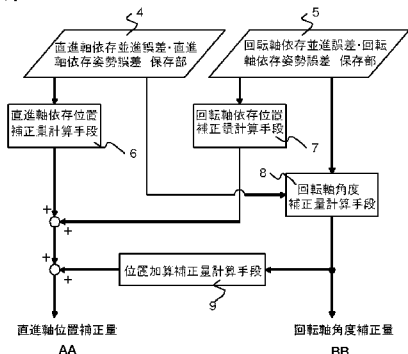 4
5
直進軸依存並進誤差・直進
軸依存姿勢誤差 保存部
回転軸依存並進誤差・回転
軸依存姿勢誤差 保存部
直進軸依存位置
補正量計算手段
6
回転軸依存位置
補正量計算手段
7
8
回転軸角度
補正量計算手段
+
+
+
+
位置加算補正量計算手段
9
直進軸位置補正量
回転軸角度補正量
AA
BB